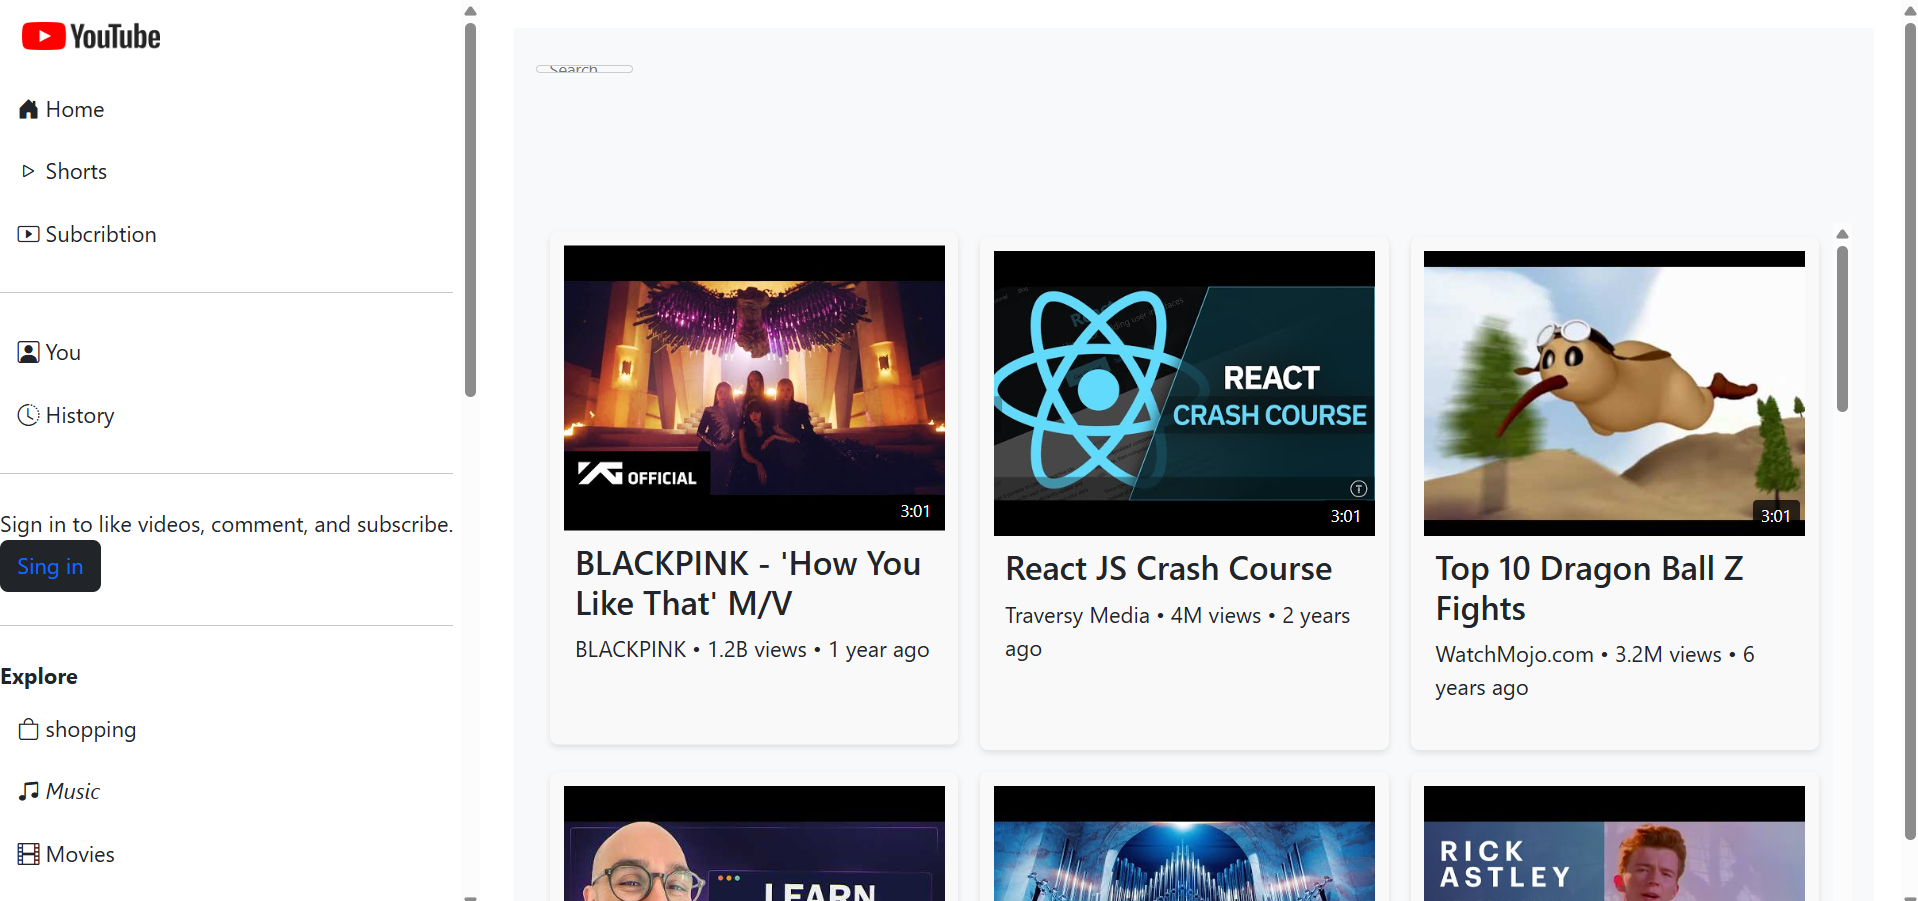 YouTube
Home
Shorts
Subcribtion
You
History
Sign in to like videos, comment, and subscribe.
Sing in
Explore
shopping
Music
Movies
Search
OFFICIAL
3:01
BLACKPINK - 'How You
Like That' M/V
BLACKPINK • 1.2B views • 1 year ago
REACT
CRASH COURSE
3:01
React JS Crash Course
Traversy Media • 4M views • 2 years
ago
3:01
Top 10 Dragon Ball Z
Fights
WatchMojo.com • 3.2M views • 6
years ago
LEARN
RICK
ASTLEY